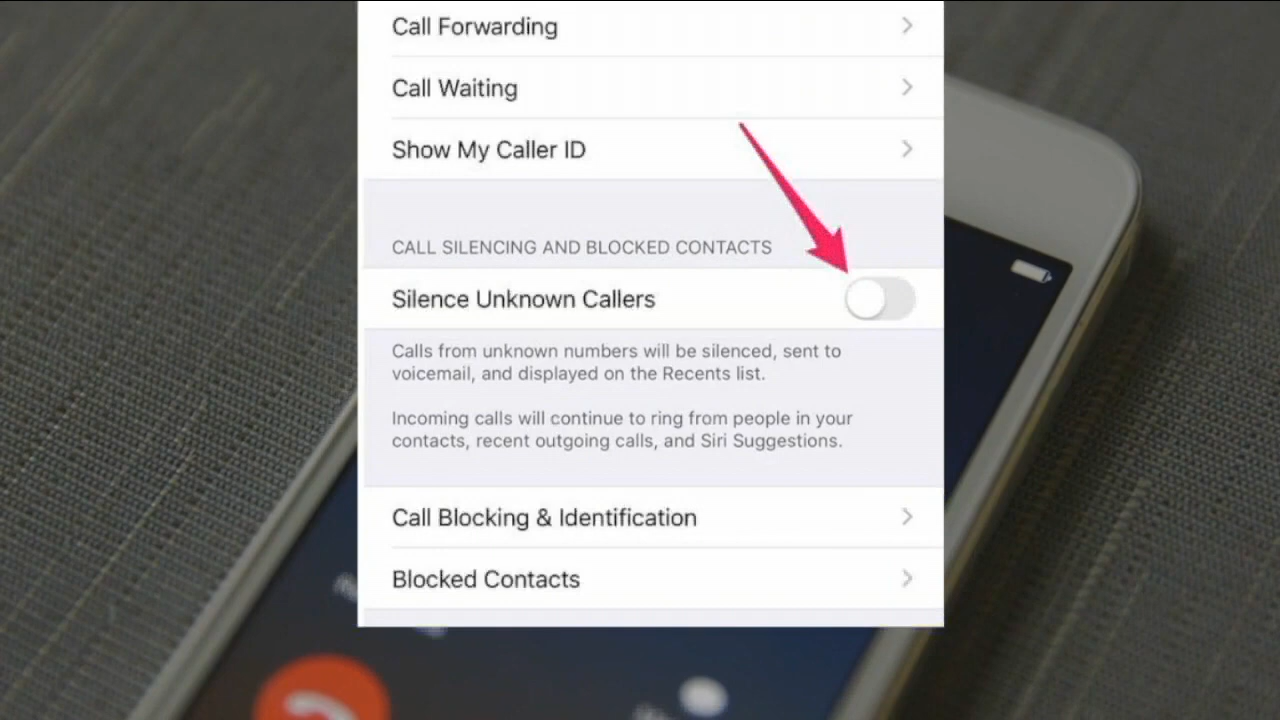 Call Forwarding
Call Waiting
Show My Caller ID
CALL SILENCING AND BLOCKED CONTACTS
Silence Unknown Callers
Calls from unknown numbers will be silenced, sent to
voicemail, and displayed on the Recents list.
Incoming calls will continue to ring from people in your
contacts, recent outgoing calls, and Siri Suggestions.
Call Blocking & Identification
Blocked Contacts